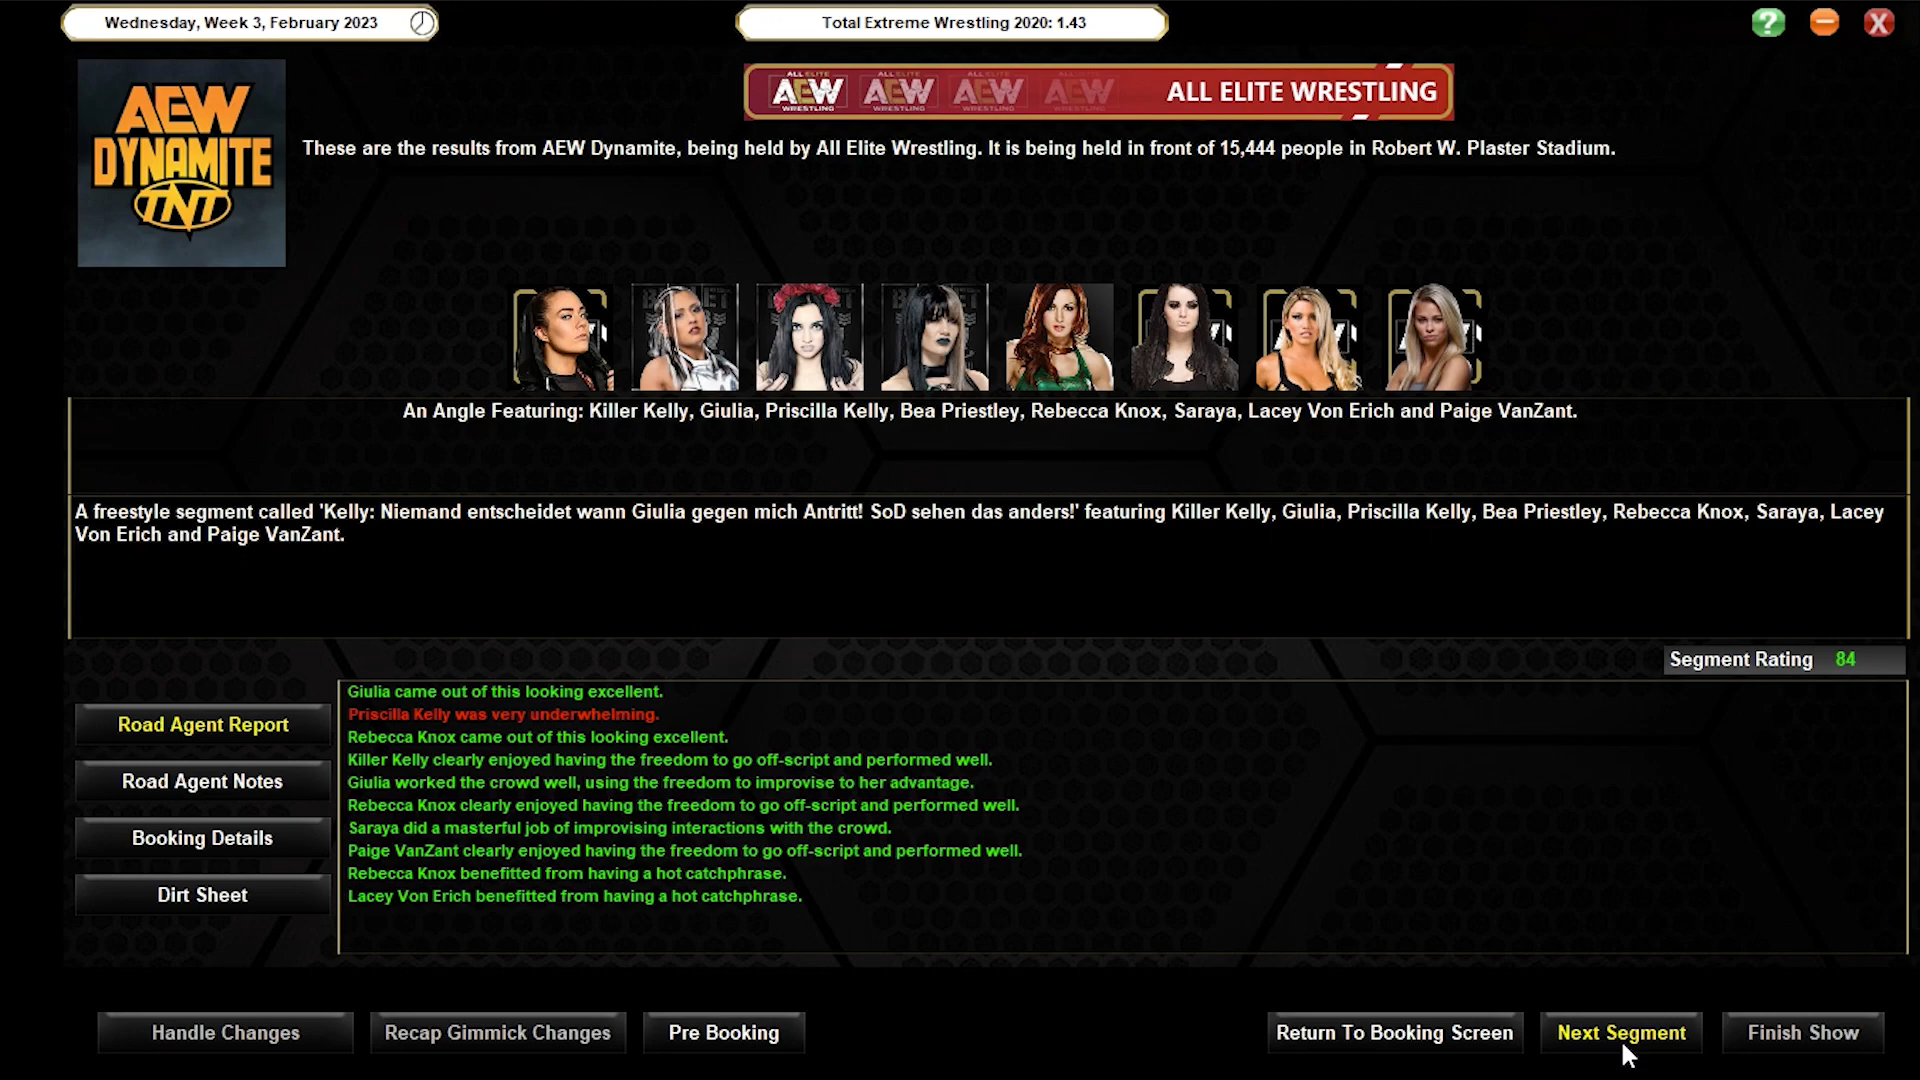 Wednesday, Week 3, February 2023
Total Extreme Wrestling 2020: 1.43
?
X
AEW
DYNAMITE
TNT
ALL ELITE
AEW
WRESTLING
ALL ELITE WRESTLING
These are the results from AEW Dynamite, being held by All Elite Wrestling. It is being held in front of 15,444 people in Robert W. Plaster Stadium.
An Angle Featuring: Killer Kelly, Giulia, Priscilla Kelly, Bea Priestley, Rebecca Knox, Saraya, Lacey Von Erich and Paige VanZant.
A freestyle segment called 'Kelly: Niemand entscheidet wann Giulia gegen mich Antritt! SoD sehen das anders!' featuring Killer Kelly, Giulia, Priscilla Kelly, Bea Priestley, Rebecca Knox, Saraya, Lacey
Von Erich and Paige VanZant.
Segment Rating 84
Road Agent Report
Road Agent Notes
Booking Details
Dirt Sheet
Giulia came out of this looking excellent.
Priscilla Kelly was very underwhelming.
Rebecca Knox came out of this looking excellent.
Killer Kelly clearly enjoyed having the freedom to go off-script and performed well.
Giulia worked the crowd well, using the freedom to improvise to her advantage.
Rebecca Knox clearly enjoyed having the freedom to go off-script and performed well.
Saraya did a masterful job of improvising interactions with the crowd.
Paige VanZant clearly enjoyed having the freedom to go off-script and performed well.
Rebecca Knox benefitted from having a hot catchphrase.
Lacey Von Erich benefitted from having a hot catchphrase.
Handle Changes
Recap Gimmick Changes
Pre Booking
Return To Booking Screen
Next Segment
Finish Show